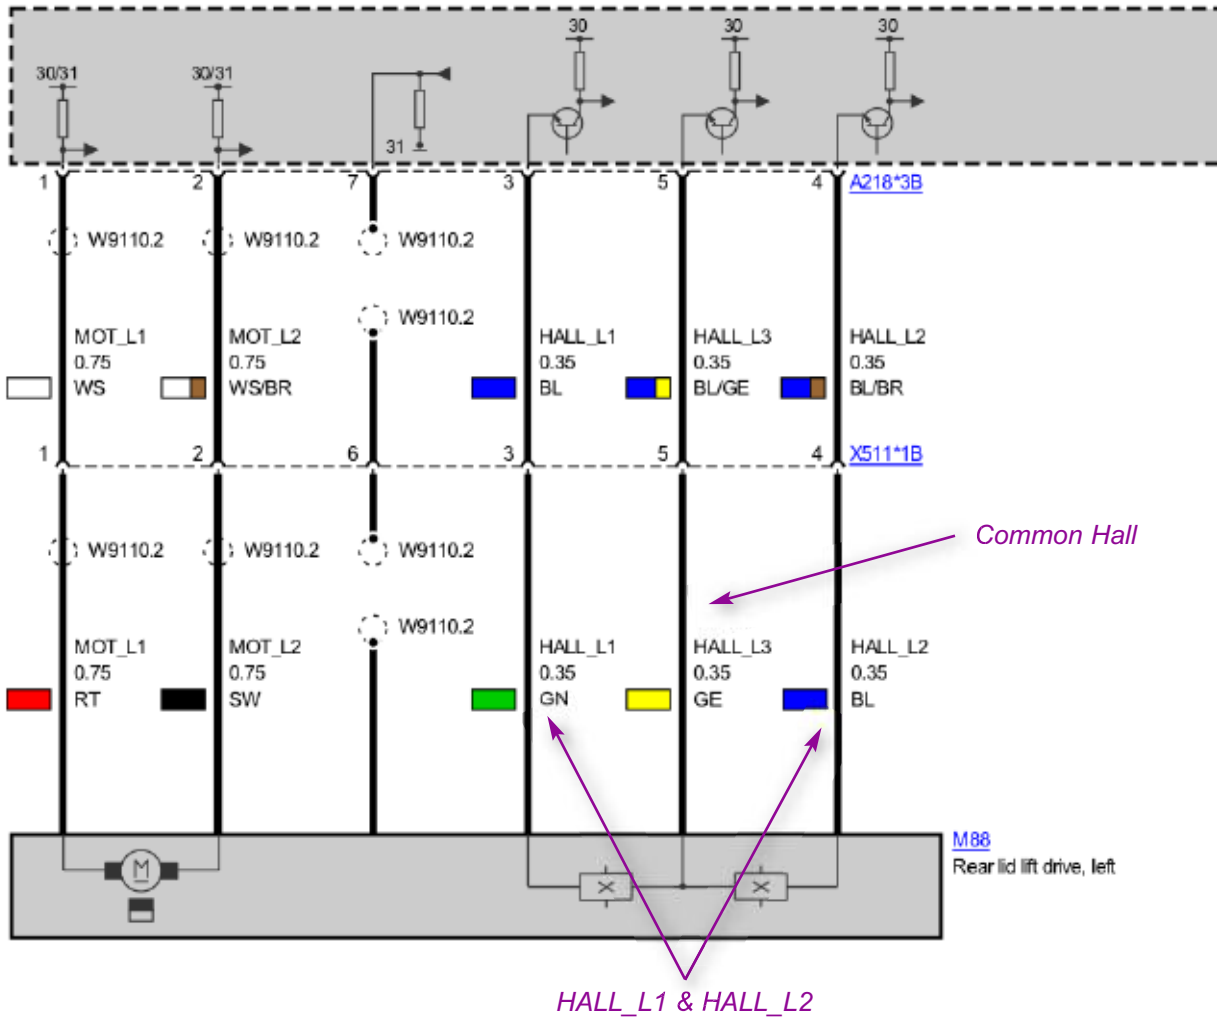 30 30 30
30/31 30/31
31
1 2 7 3 5 4 A218*3B
W9110.2 W9110.2 W9110.2
W9110.2
MOT_L1 MOT_L2 HALL_L1 HALL_L3 HALL_L2
0.75 0.75 0.35 0.35 0.35
WS WS/BR BL BL/GE BL/BR
1 2 6 3 5 4 X511*1B
Common Hall
W9110.2 W9110.2 W9110.2
W9110.2
MOT_L1 MOT_L2 HALL_L1 HALL_L3 HALL_L2
0.75 0.75 0.35 0.35 0.35
RT SW GN GE BL
M88
Rear lid lift drive, left
M
HALL_L1 & HALL_L2